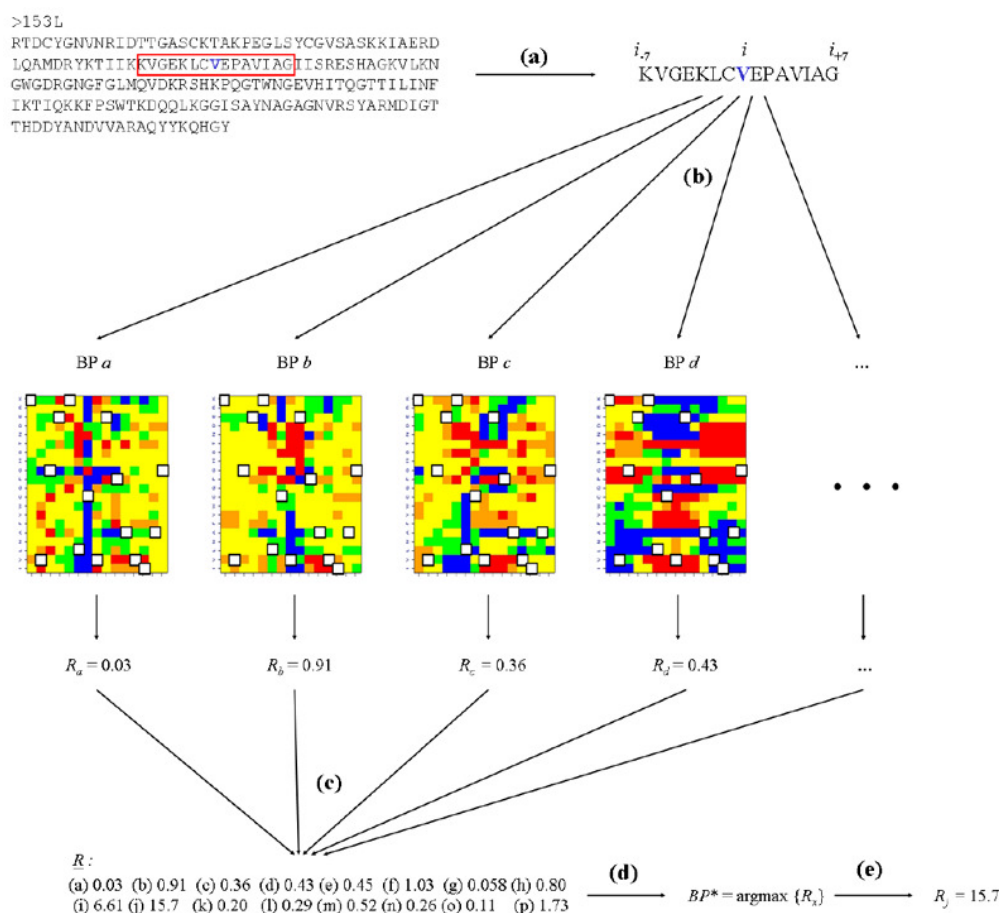 >153L
RTDCYGNVNRIDTTGASCKTAKPEGLSYCGVSASKKIAERD
LQAMDRYKTIIKKVGEKLCVEPAVIAGIISRESHAGKVLKN
GWGDRGNGFGLMQVDKRSHKPQGTWNGEVHITQGTTILINF
IKTIQKKFPSWTKDQQLKGGISAYNAGAGNVRSYARMDIGT
THDDYANDVVARAQYYKQHGY
(a)
i-7 i i+7
KVGEKLCVEPAVIAG
(b)
BP a BP b BP c BP d ...
Ra = 0.03 Rb = 0.91 Rc = 0.36 Rd = 0.43 ...
(c)
R :
(a) 0.03 (b) 0.91 (c) 0.36 (d) 0.43 (e) 0.45 (f) 1.03 (g) 0.058 (h) 0.80
(i) 6.61 (j) 15.7 (k) 0.20 (l) 0.29 (m) 0.52 (n) 0.26 (o) 0.11 (p) 1.73
(d)
BP* = argmax {Rx}
(e)
Rj = 15.7